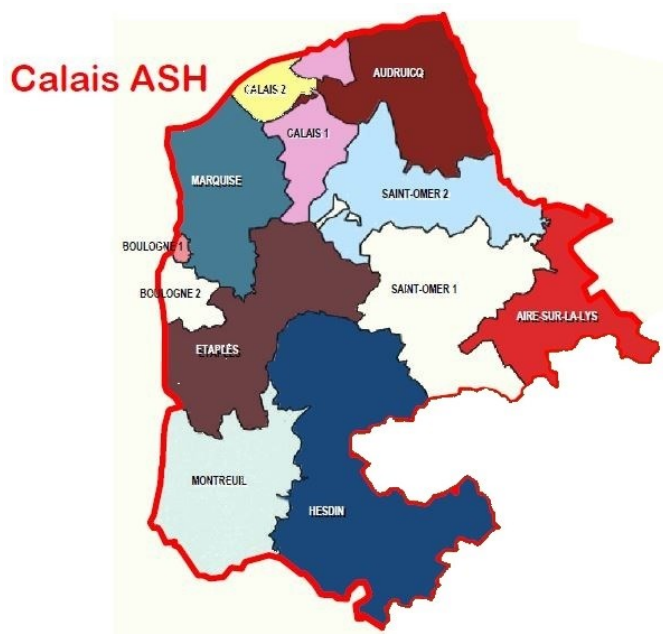 Calais ASH
AUDRUICQ
CALAIS 2
CALAIS 1
MARQUISE
SAINT-OMER 2
BOULOGNE 1
BOULOGNE 2
SAINT-OMER 1
AIRE-SUR-LA-LYS
ETAPLES
MONTREUIL
HESDIN